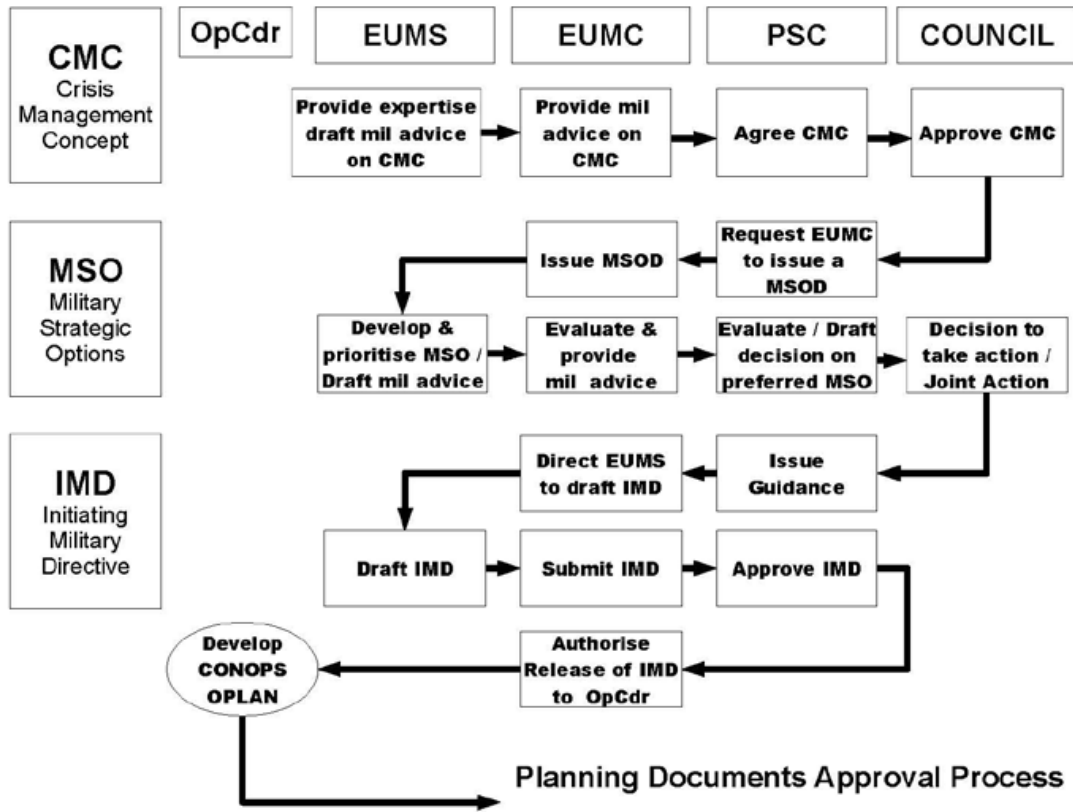 OpCdr
EUMS
EUMC
PSC
COUNCIL
CMC
Crisis
Management
Concept
Provide expertise
draft mil advice
on CMC
Provide mil
advice on
CMC
Agree CMC
Approve CMC
MSO
Military
Strategic
Options
Issue MSOD
Request EUMC
to issue a
MSOD
Develop &
prioritise MSO /
Draft mil advice
Evaluate &
provide
mil advice
Evaluate / Draft
decision on
preferred MSO
Decision to
take action /
Joint Action
IMD
Initiating
Military
Directive
Direct EUMS
to draft IMD
Issue
Guidance
Draft IMD
Submit IMD
Approve IMD
Develop
CONOPS
OPLAN
Authorise
Release of IMD
to OpCdr
Planning Documents Approval Process